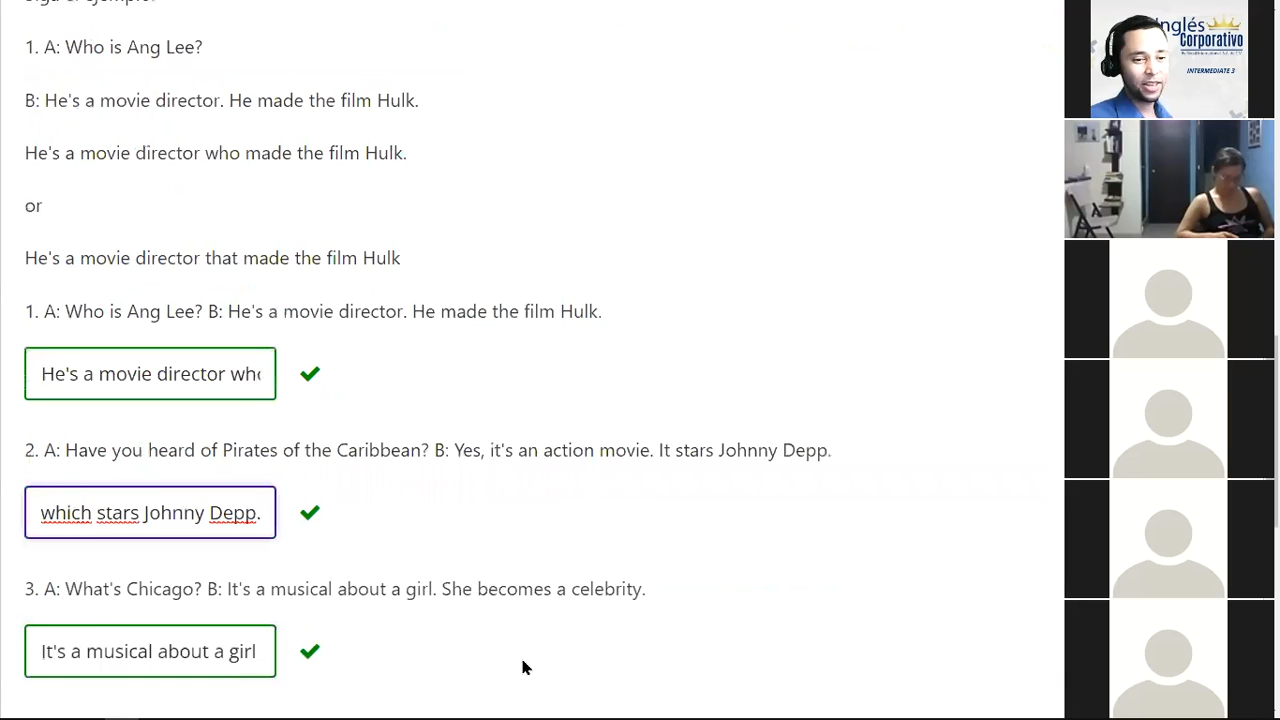 1. A: Who is Ang Lee?
B: He's a movie director. He made the film Hulk.
He's a movie director who made the film Hulk.
or
He's a movie director that made the film Hulk
1. A: Who is Ang Lee? B: He's a movie director. He made the film Hulk.
He's a movie director who
2. A: Have you heard of Pirates of the Caribbean? B: Yes, it's an action movie. It stars Johnny Depp.
which stars Johnny Depp.
3. A: What's Chicago? B: It's a musical about a girl. She becomes a celebrity.
It's a musical about a girl
Inglés
Corporativo
INTERMEDIATE 3